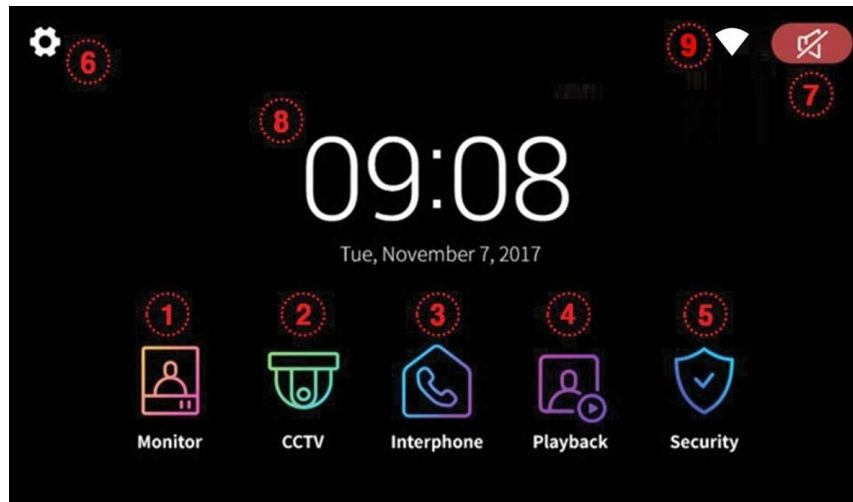 6
9
7
8
09:08
Tue, November 7, 2017
1 2 3 4 5
Monitor CCTV Interphone Playback Security